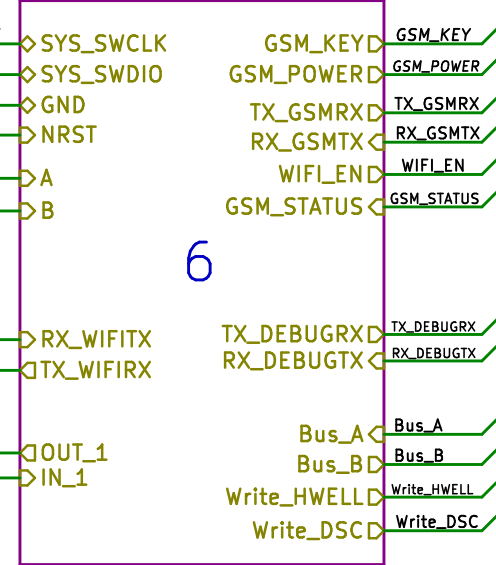 SYS_SWCLK GSM_KEY GSM_KEY
SYS_SWDIO GSM_POWER GSM_POWER
GND TX_GSMRX TX_GSMRX
NRST RX_GSMTX RX_GSMTX
A WIFI_EN WIFI_EN
B GSM_STATUS GSM_STATUS
6
RX_WIFITX TX_DEBUGRX TX_DEBUGRX
TX_WIFIRX RX_DEBUGTX RX_DEBUGTX
Bus_A Bus_A
OUT_1 Bus_B Bus_B
IN_1 Write_HWELL Write_HWELL
Write_DSC Write_DSC